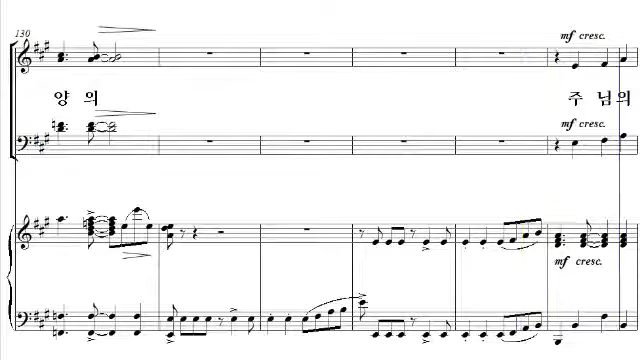 130
mf cresc.
양 의 주 님 의
mf cresc.
mf cresc.